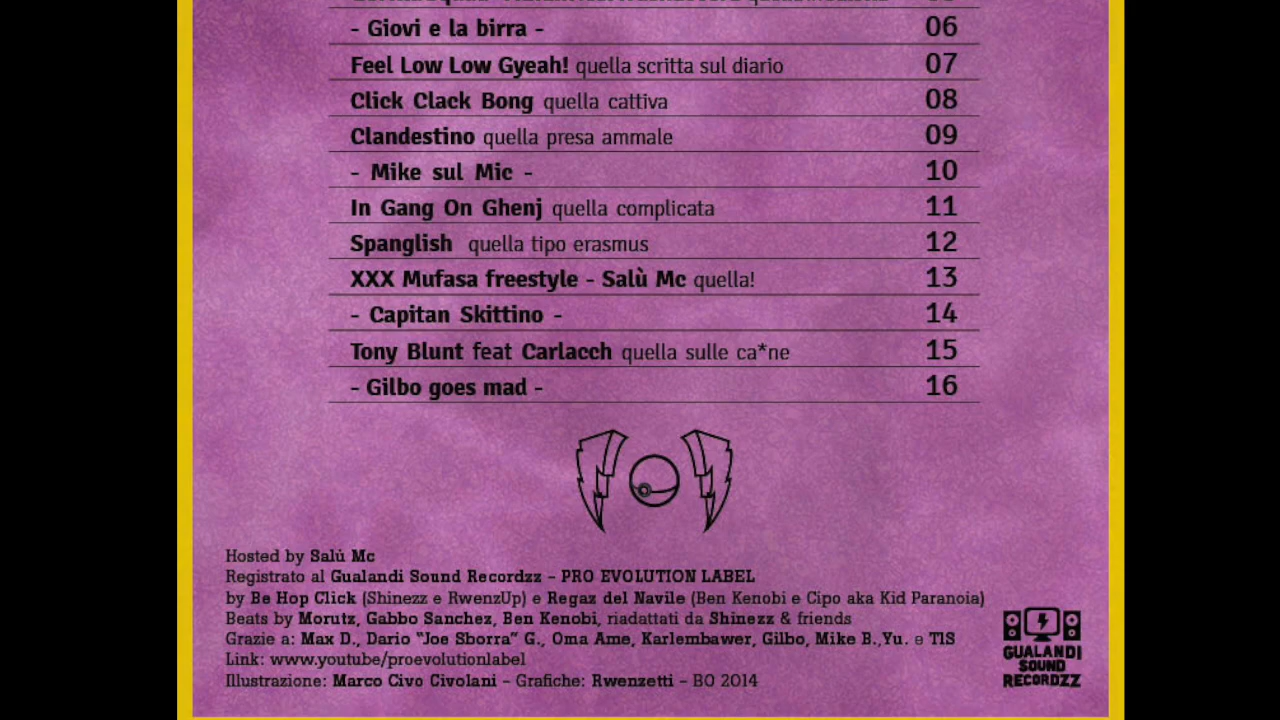 - Giovi e la birra - 06
Feel Low Low Gyeah! quella scritta sul diario 07
Click Clack Bong quella cattiva 08
Clandestino quella presa ammale 09
- Mike sul Mic - 10
In Gang On Ghenj quella complicata 11
Spanglish quella tipo erasmus 12
XXX Mufasa freestyle - Salù Mc quella! 13
- Capitan Skittino - 14
Tony Blunt feat Carlacch quella sulle ca*ne 15
- Gilbo goes mad - 16
Hosted by Salù Mc
Registrato al Gualandi Sound Recordzz – PRO EVOLUTION LABEL
by Be Hop Click (Shinezz e RwenzUp) e Regaz del Navile (Ben Kenobi e Cipo aka Kid Paranoia)
Beats by Morutz, Gabbo Sanchez, Ben Kenobi, riadattati da Shinezz & friends
Grazie a: Max D., Dario "Joe Sborra" G., Oma Ame, Karlembawer, Gilbo, Mike B.,Yu. e T1S
Link: www.youtube/proevolutionlabel
Illustrazione: Marco Civo Civolani – Grafiche: Rwenzetti – BO 2014
GUALANDI
SOUND
RECORDZZ